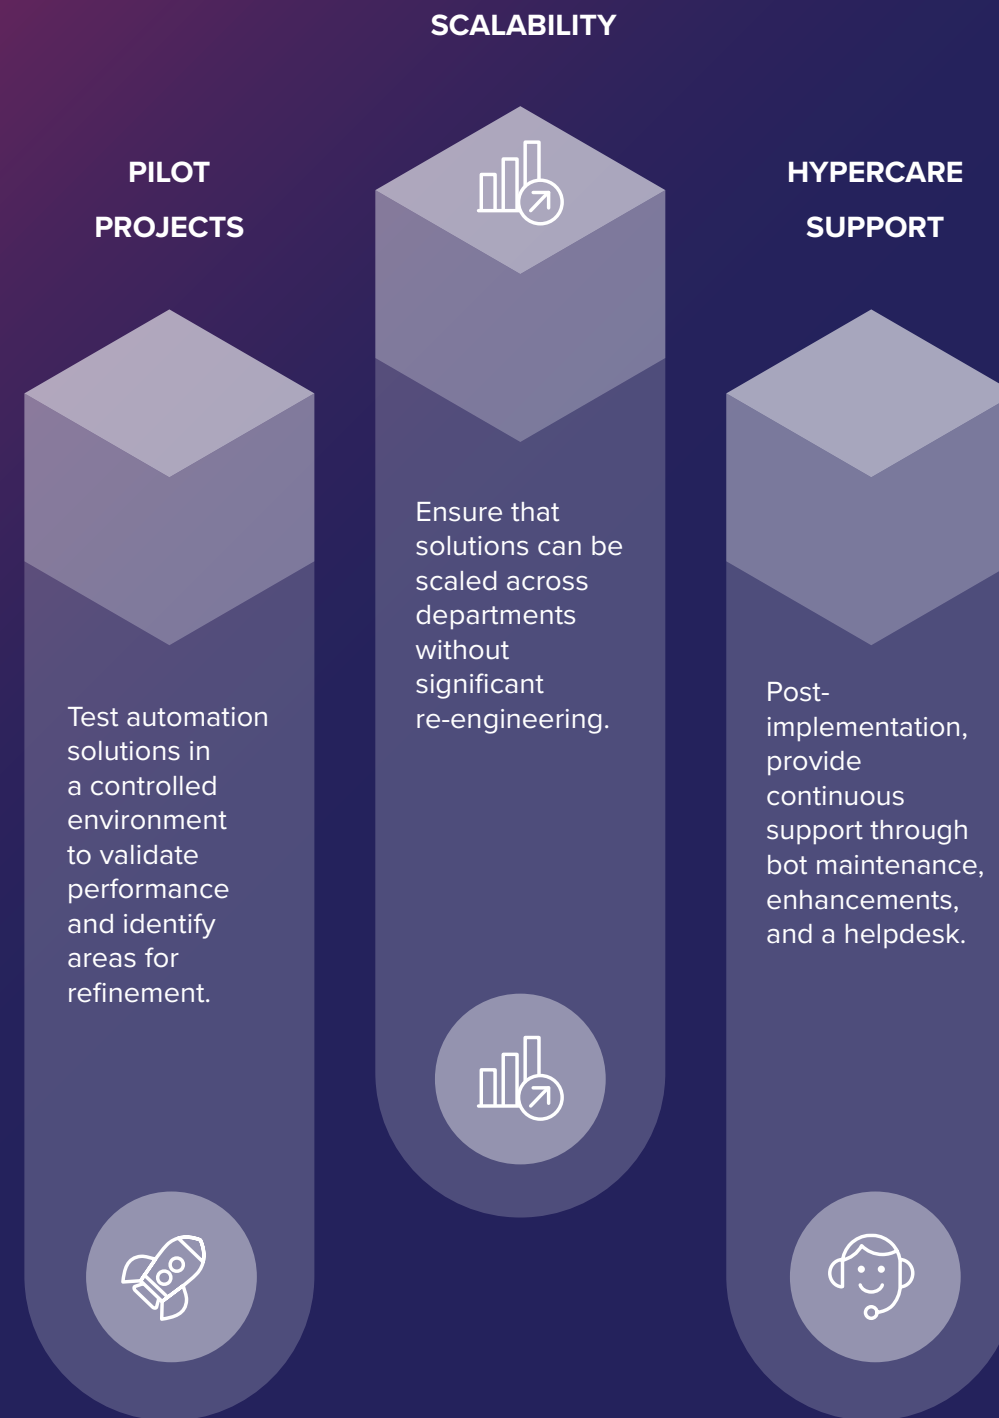 PILOT
PROJECTS
Test automation
solutions in
a controlled
environment
to validate
performance
and identify
areas for
refinement.
SCALABILITY
Ensure that
solutions can be
scaled across
departments
without
significant
re-engineering.
HYPERCARE
SUPPORT
Post-
implementation,
provide
continuous
support through
bot maintenance,
enhancements,
and a helpdesk.